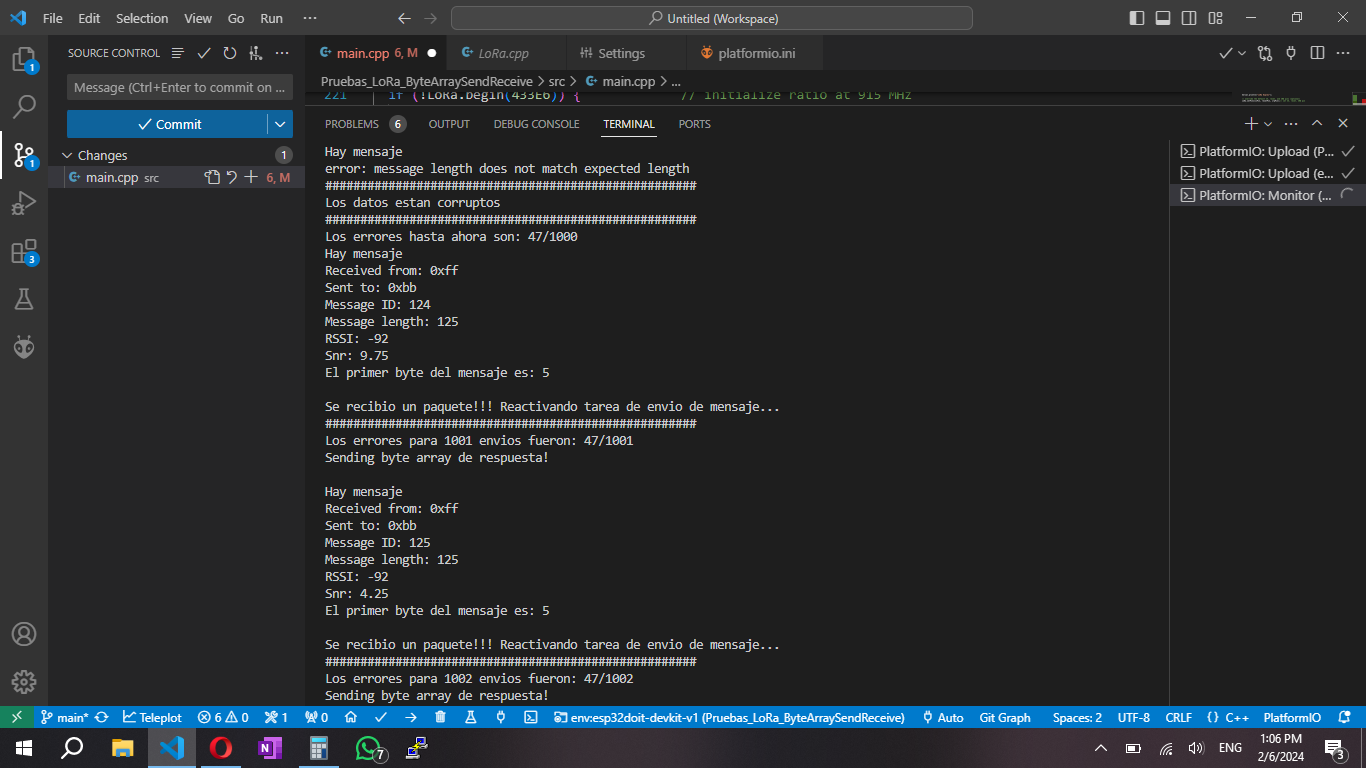 File Edit Selection View Go Run ··· Untitled (Workspace)
SOURCE CONTROL
main.cpp 6, M LoRa.cpp Settings platformio.ini
Message (Ctrl+Enter to commit on ...
Pruebas_LoRa_ByteArraySendReceive > src > main.cpp > ...
221 if (!LoRa.begin(433E6)) { // initialize ratio at 915 MHz
Commit
PROBLEMS 6 OUTPUT DEBUG CONSOLE TERMINAL PORTS
Changes 1
main.cpp src 6, M
1
1
3
Hay mensaje
error: message length does not match expected length
#####################################################
Los datos estan corruptos
#####################################################
Los errores hasta ahora son: 47/1000
Hay mensaje
Received from: 0xff
Sent to: 0xbb
Message ID: 124
Message length: 125
RSSI: -92
Snr: 9.75
El primer byte del mensaje es: 5
Se recibio un paquete!!! Reactivando tarea de envio de mensaje...
#####################################################
Los errores para 1001 envios fueron: 47/1001
Sending byte array de respuesta!
Hay mensaje
Received from: 0xff
Sent to: 0xbb
Message ID: 125
Message length: 125
RSSI: -92
Snr: 4.25
El primer byte del mensaje es: 5
Se recibio un paquete!!! Reactivando tarea de envio de mensaje...
#####################################################
Los errores para 1002 envios fueron: 47/1002
Sending byte array de respuesta!
PlatformIO: Upload (P...
PlatformIO: Upload (e...
PlatformIO: Monitor (...
main* Teleplot 6 0 1 0 env:esp32doit-devkit-v1 (Pruebas_LoRa_ByteArraySendReceive) Auto Git Graph Spaces: 2 UTF-8 CRLF {} C++ PlatformIO
N 7 ENG 1:06 PM
2/6/2024 3